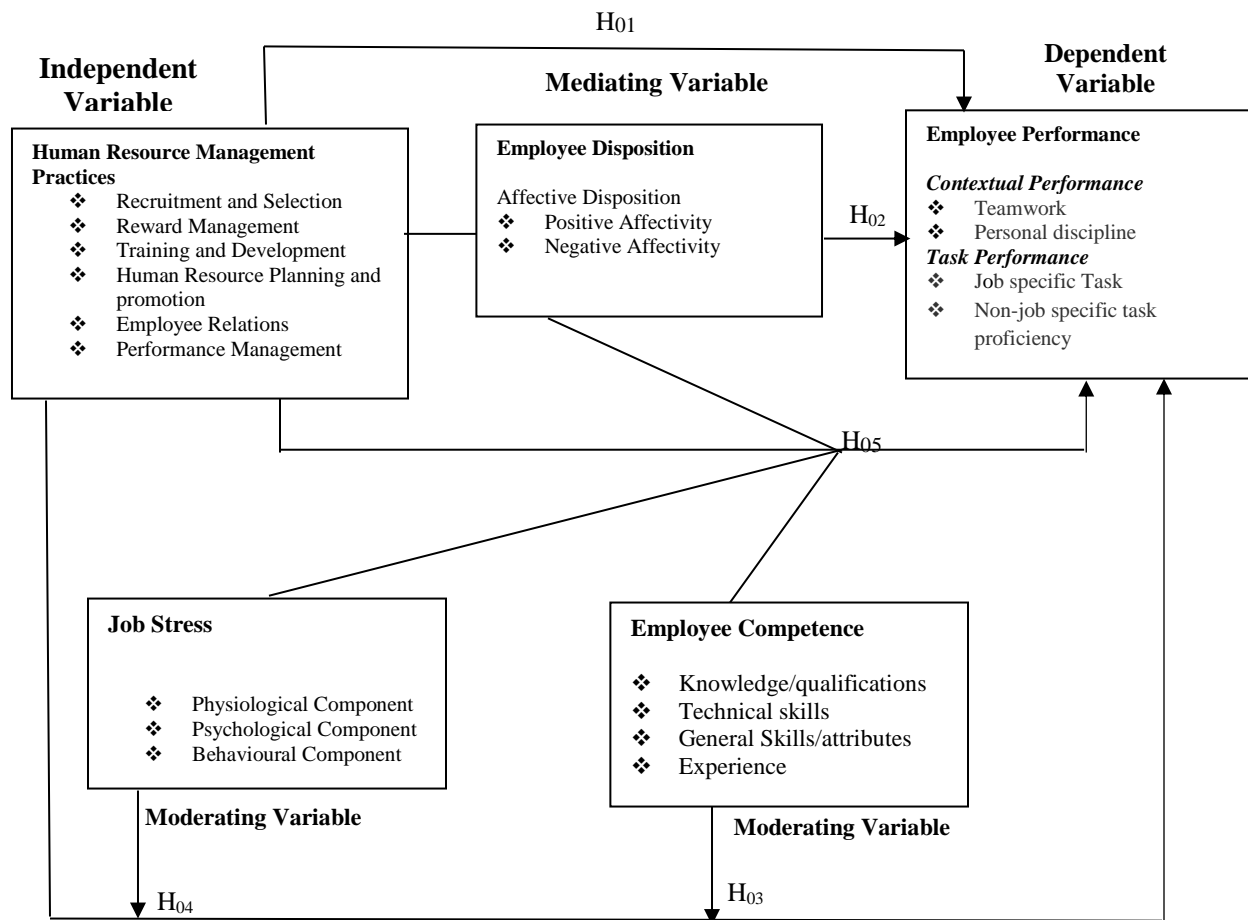 H01
Independent
Variable
Mediating Variable
Dependent
Variable
Human Resource Management
Practices
❖ Recruitment and Selection
❖ Reward Management
❖ Training and Development
❖ Human Resource Planning and
promotion
❖ Employee Relations
❖ Performance Management
Employee Disposition
Affective Disposition
❖ Positive Affectivity
❖ Negative Affectivity
H02
Employee Performance
Contextual Performance
❖ Teamwork
❖ Personal discipline
Task Performance
❖ Job specific Task
❖ Non-job specific task
proficiency
H05
Job Stress
❖ Physiological Component
❖ Psychological Component
❖ Behavioural Component
Moderating Variable
Employee Competence
❖ Knowledge/qualifications
❖ Technical skills
❖ General Skills/attributes
❖ Experience
Moderating Variable
H04
H03